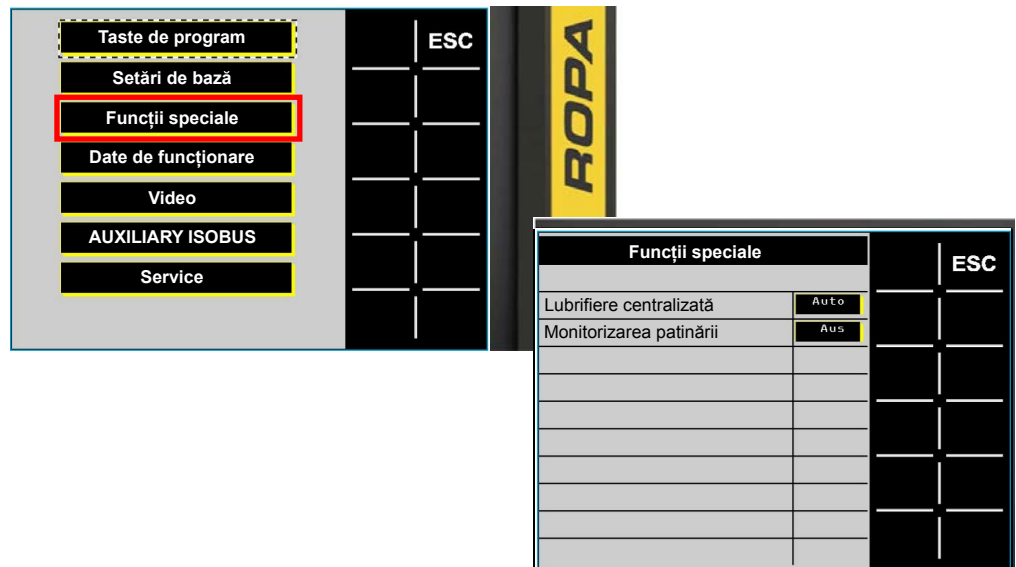 Taste de program
ESC
Setări de bază
Funcții speciale
Date de funcționare
Video
AUXILIARY ISOBUS
Service
ROPA
Funcții speciale
ESC
Lubrifiere centralizată
Auto
Monitorizarea patinării
Aus